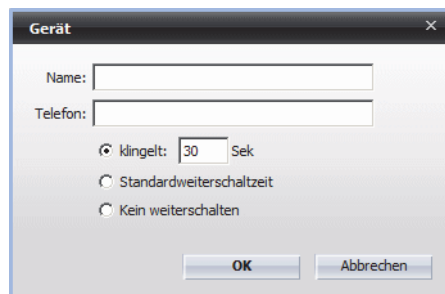 Gerät
Name:
Telefon:
klingelt: 30 Sek
Standardweiterschaltzeit
Kein weiterschalten
OK Abbrechen